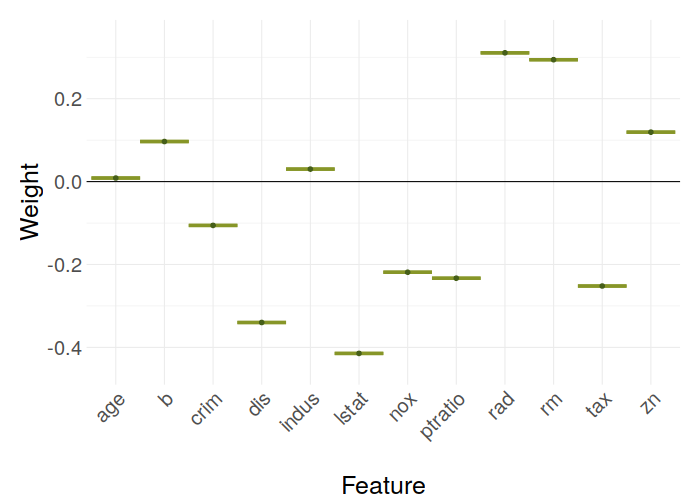 Weight
0.2
0.0
-0.2
-0.4
age
b
crim
dis
indus
lstat
nox
ptratio
rad
rm
tax
zn
Feature